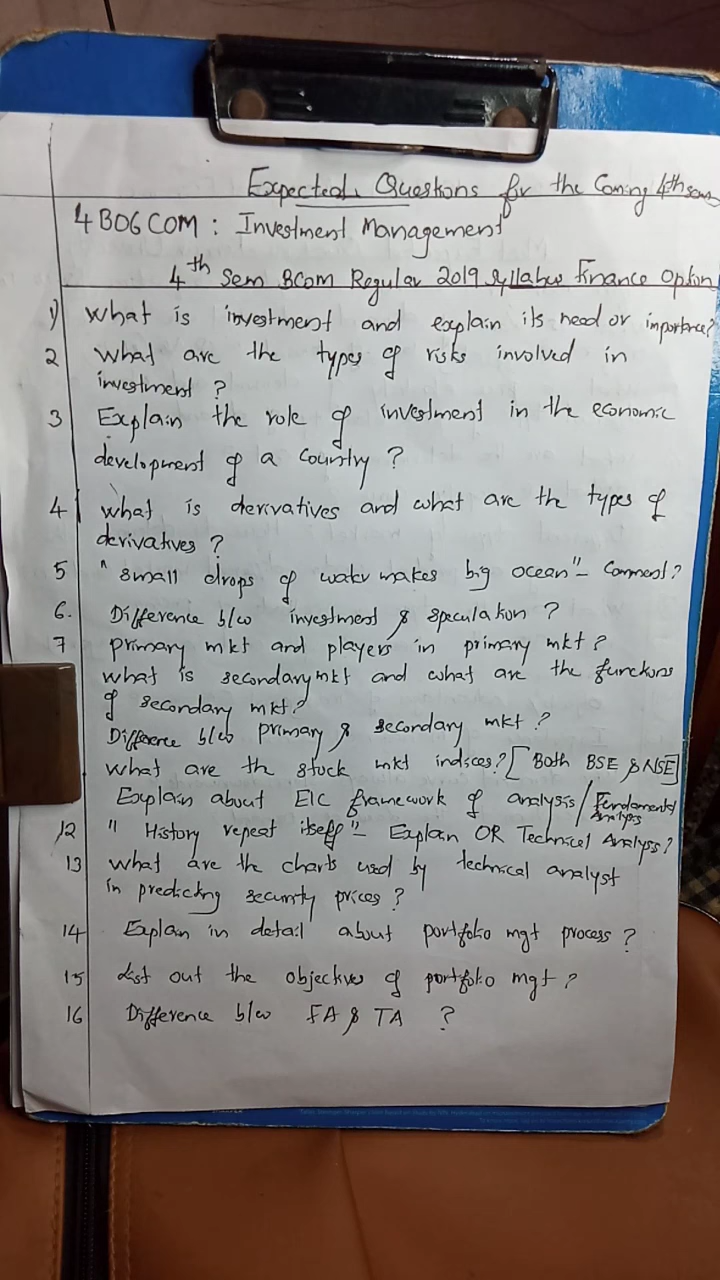 Expected Questions for the Coming 4th sem
4 BOG COM : Investment Management
4th Sem BCom Regular 2019 Syllabus Finance Option
1) What is investment and explain its need or importance?
2 What are the types of risks involved in
investment ?
3 Explain the role of investment in the economic
development of a country ?
4 what is derivatives and what are the types of
derivatives ?
5 " small drops of water makes big ocean" - Comment?
6. Difference b/w investment & speculation ?
7 primary mkt and players in primary mkt ?
what is secondary mkt and what are the functions
of secondary mkt?
Difference b/w primary & secondary mkt ?
What are the stock mkt indices? [ Both BSE & NSE]
Explain about EIC framework of analysis / Fundamental
Analysis
12 " History repeat itself" - Explain OR Technical Analysis?
13 What are the charts used by technical analyst
in predicting security prices ?
14 Explain in detail about portfolio mgt process ?
15 List out the objectives of portfolio mgt ?
16 Difference b/w FA & TA ?